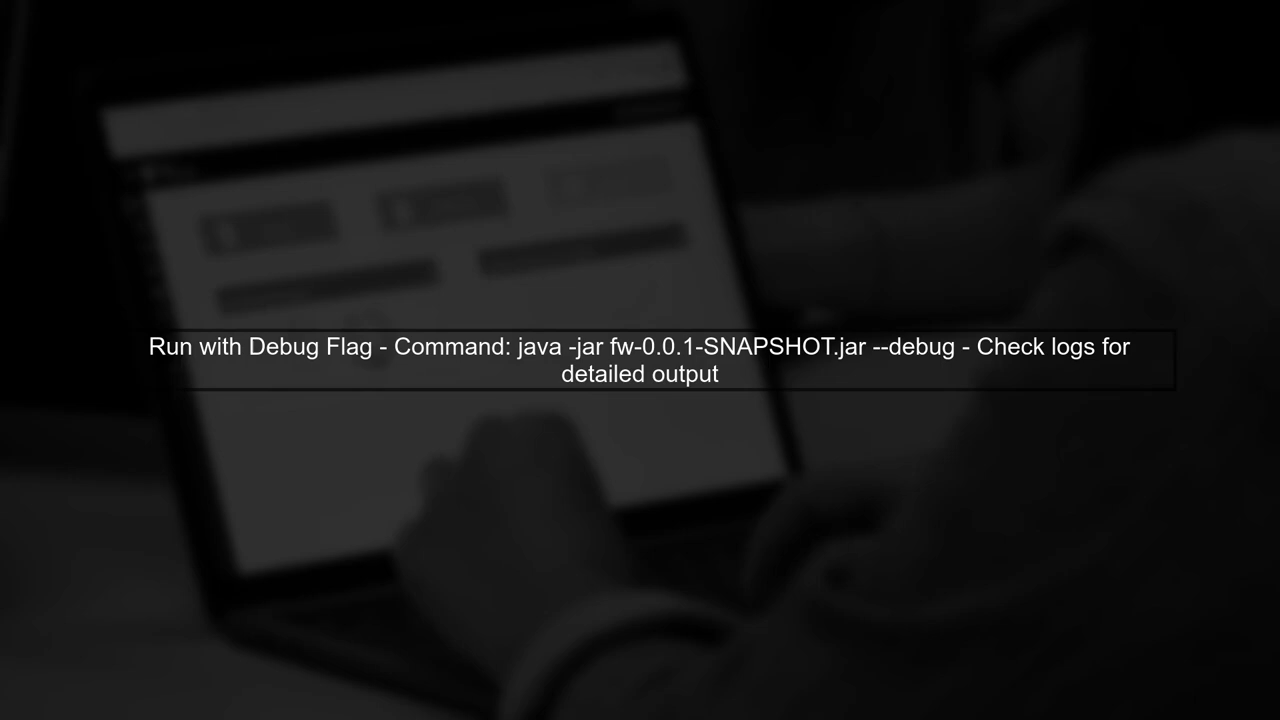 Run with Debug Flag - Command: java -jar fw-0.0.1-SNAPSHOT.jar --debug - Check logs for
detailed output